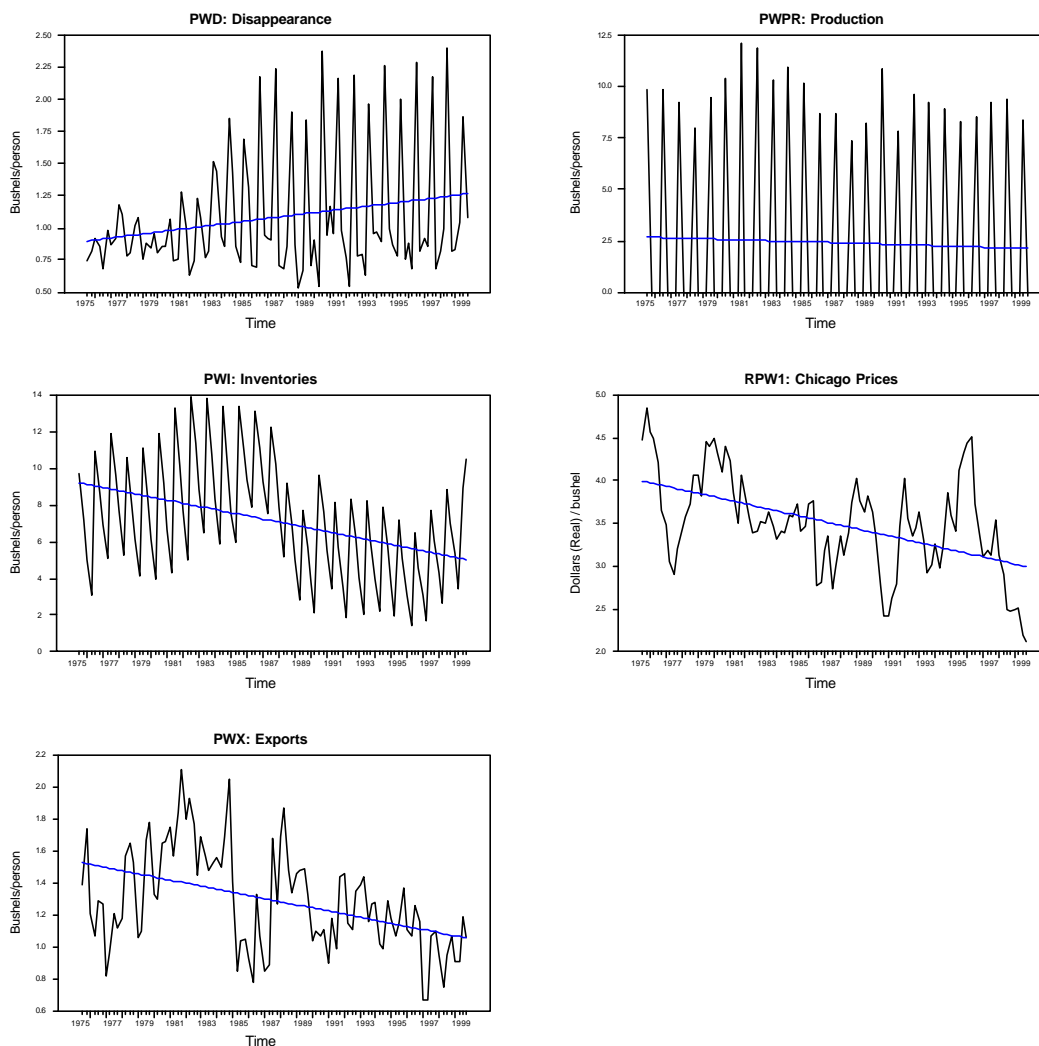 PWD: Disappearance
Bushels/person
2.50
2.25
2.00
1.75
1.50
1.25
1.00
0.75
0.50
1975 1977 1979 1981 1983 1985 1987 1989 1991 1993 1995 1997 1999
Time
PWPR: Production
Bushels/person
12.5
10.0
7.5
5.0
2.5
0.0
1975 1977 1979 1981 1983 1985 1987 1989 1991 1993 1995 1997 1999
Time
PWI: Inventories
Bushels/person
14
12
10
8
6
4
2
0
1975 1977 1979 1981 1983 1985 1987 1989 1991 1993 1995 1997 1999
Time
RPW1: Chicago Prices
Dollars (Real) / bushel
5.0
4.5
4.0
3.5
3.0
2.5
2.0
1975 1977 1979 1981 1983 1985 1987 1989 1991 1993 1995 1997 1999
Time
PWX: Exports
Bushels/person
2.2
2.0
1.8
1.6
1.4
1.2
1.0
0.8
0.6
1975 1977 1979 1981 1983 1985 1987 1989 1991 1993 1995 1997 1999
Time